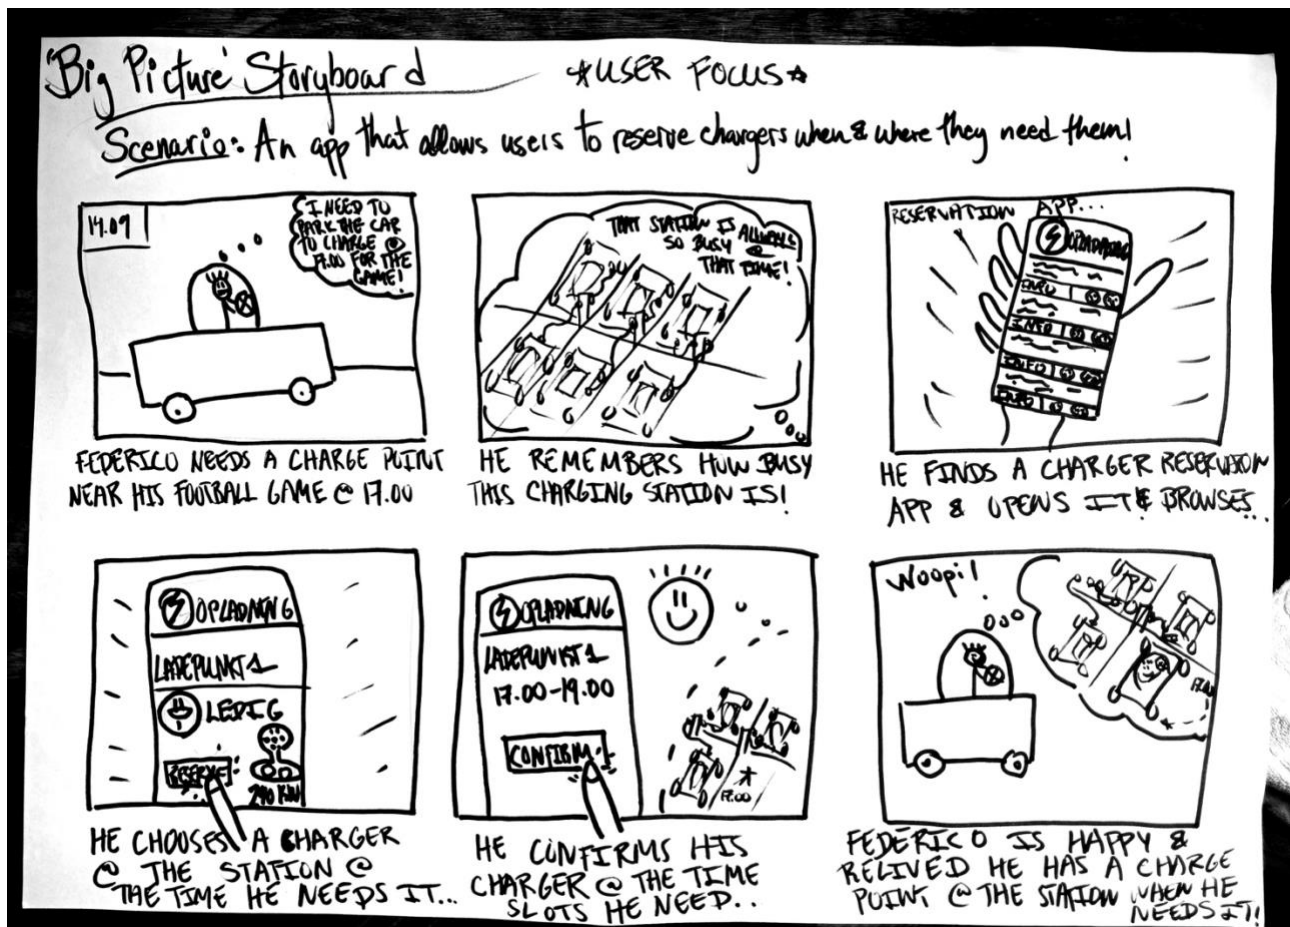 'Big Picture' Storyboard
*USER FOCUS*
Scenario: An app that allows users to reserve chargers when & where they need them!
14.09
I NEED TO
PARK THE CAR
TO CHARGE @
17.00 FOR THE
GAME!
FEDERICO NEEDS A CHARGE POINT
NEAR HIS FOOTBALL GAME @ 17.00
THAT STATION IS
SO BUSY @
THAT TIME!
HE REMEMBERS HOW BUSY
THIS CHARGING STATION IS!
RESERVATION APP...
INFO
INFO
INFO
INFO
HE FINDS A CHARGER RESERVATION
APP & OPENS IT & BROWSES...
OPLADNING
LADEPUNKT 1
LEDIG
RESERVE
240 KW
HE CHOOSES A CHARGER
@ THE STATION @
THE TIME HE NEEDS IT...
OPLADNING
LADEPUNKT 1
17.00-19.00
CONFIRM
17.00
HE CONFIRMS HIS
CHARGER @ THE TIME
SLOTS HE NEED..
Woopi!
17.00
FEDERICO IS HAPPY &
RELIVED HE HAS A CHARGE
POINT @ THE STATION WHEN HE
NEEDS IT!